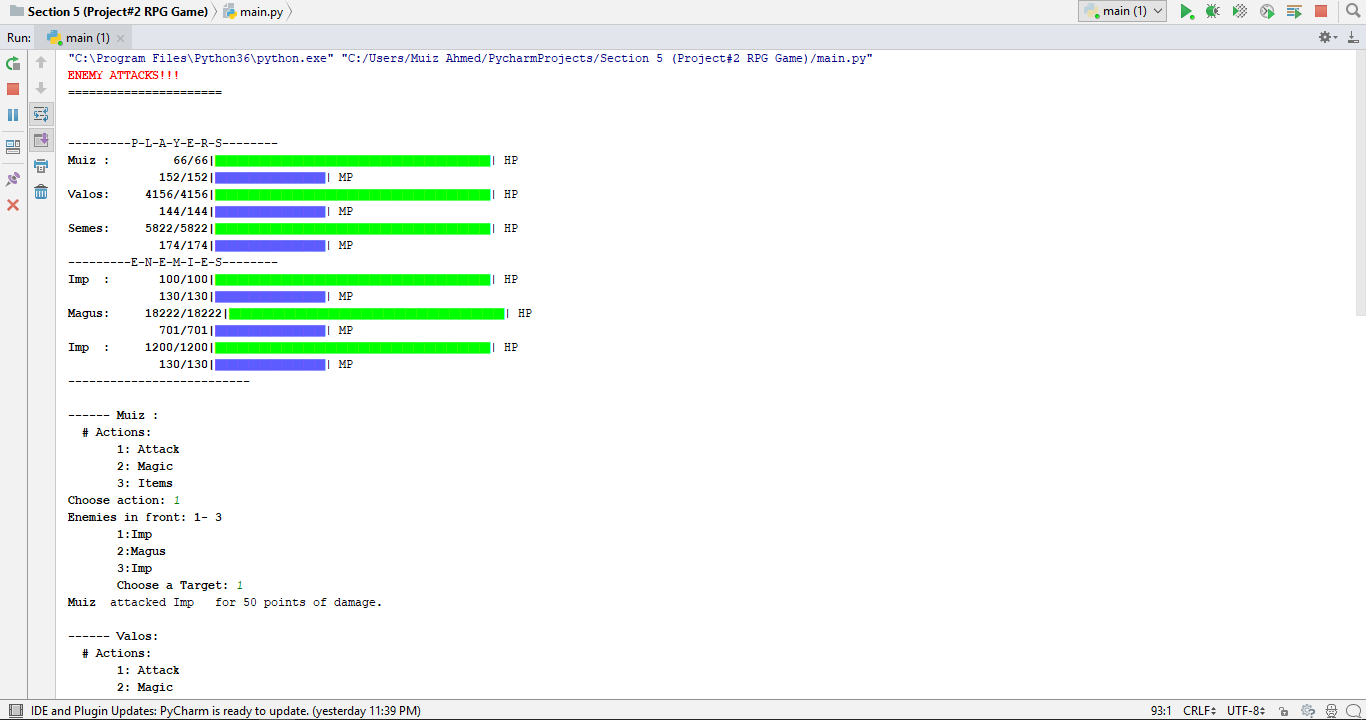 Section 5 (Project#2 RPG Game) main.py main (1)
Run: main (1)
"C:\Program Files\Python36\python.exe" "C:/Users/Muiz Ahmed/PycharmProjects/Section 5 (Project#2 RPG Game)/main.py"
ENEMY ATTACKS!!!
======================
---------P-L-A-Y-E-R-S--------
Muiz : 66/66| | HP
152/152| | MP
Valos: 4156/4156| | HP
144/144| | MP
Semes: 5822/5822| | HP
174/174| | MP
---------E-N-E-M-I-E-S--------
Imp : 100/100| | HP
130/130| | MP
Magus: 18222/18222| | HP
701/701| | MP
Imp : 1200/1200| | HP
130/130| | MP
--------------------------
------ Muiz :
# Actions:
1: Attack
2: Magic
3: Items
Choose action: 1
Enemies in front: 1- 3
1:Imp
2:Magus
3:Imp
Choose a Target: 1
Muiz attacked Imp for 50 points of damage.
------ Valos:
# Actions:
1: Attack
2: Magic
IDE and Plugin Updates: PyCharm is ready to update. (yesterday 11:39 PM) 93:1 CRLF UTF-8